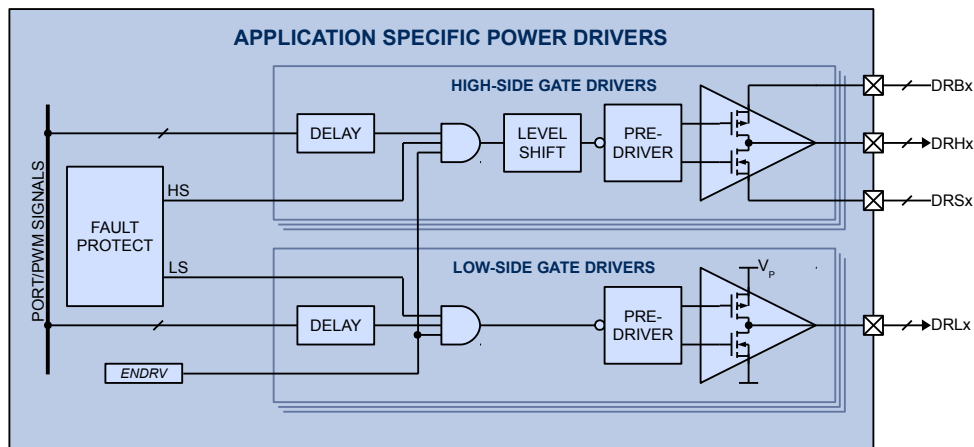 APPLICATION SPECIFIC POWER DRIVERS
HIGH-SIDE GATE DRIVERS
DRBx
DELAY
LEVEL
SHIFT
PRE-
DRIVER
DRHx
HS
DRSx
PORT/PWM SIGNALS
FAULT
PROTECT
LS
LOW-SIDE GATE DRIVERS
VP
DELAY
PRE-
DRIVER
DRLx
ENDRV